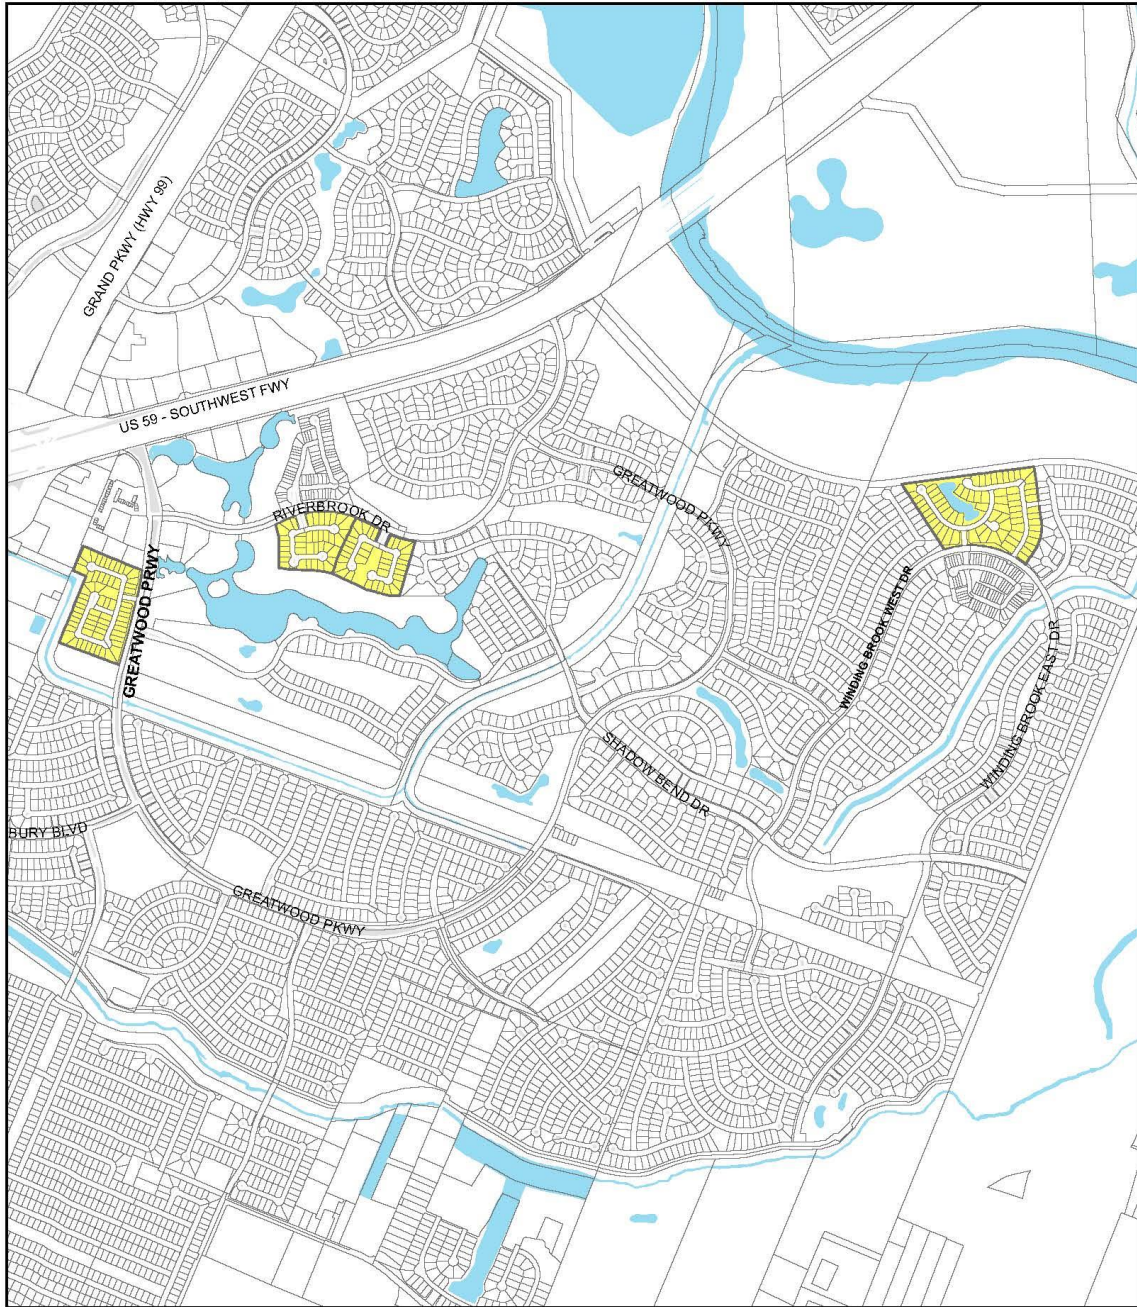 GRAND PKWY (HWY 99)
US 59 - SOUTHWEST FWY
GREATWOOD PKWY
RIVERBROOK DR
GREATWOOD PRWY
WINDING BROOK WEST DR
WINDING BROOK EAST DR
SHADOW BEND DR
BURY BLVD
GREATWOOD PKWY